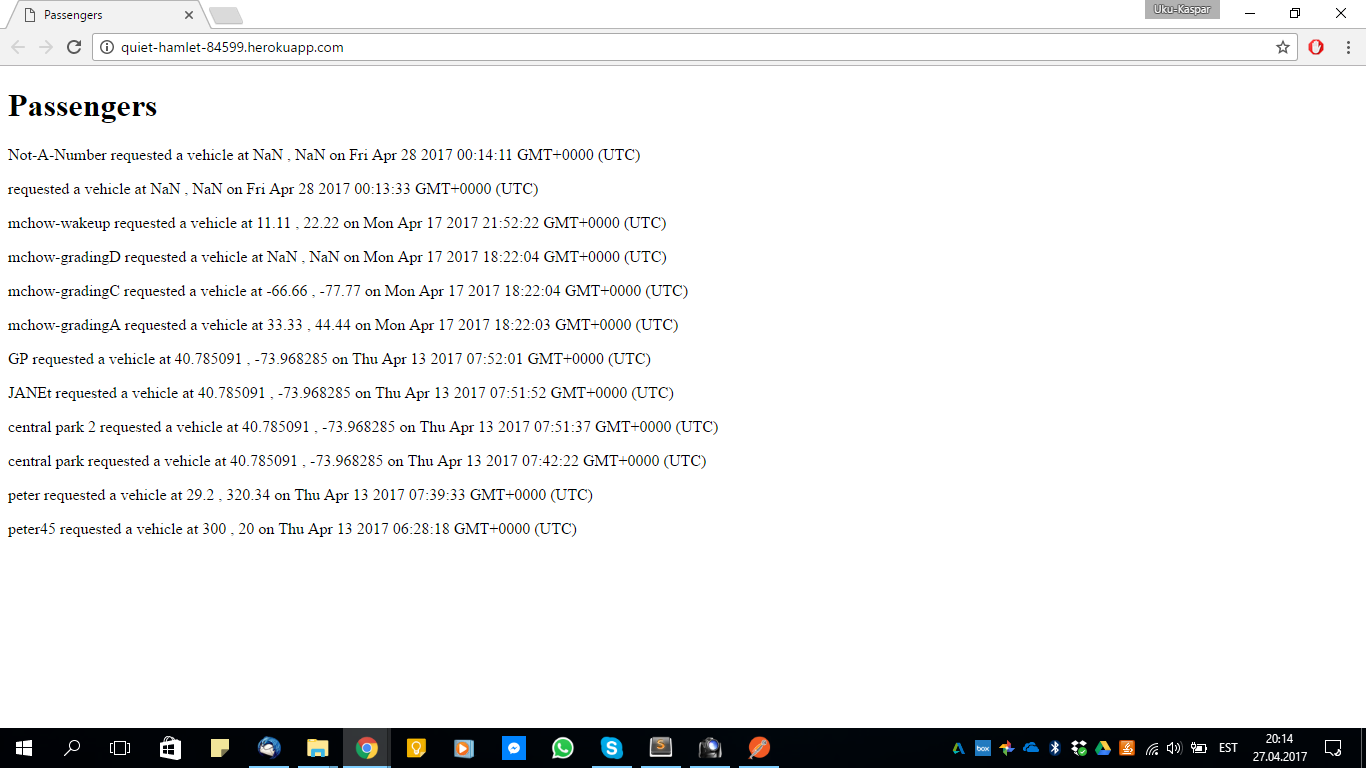 Passengers
Uku-Kaspar
quiet-hamlet-84599.herokuapp.com
Passengers
Not-A-Number requested a vehicle at NaN , NaN on Fri Apr 28 2017 00:14:11 GMT+0000 (UTC)
requested a vehicle at NaN , NaN on Fri Apr 28 2017 00:13:33 GMT+0000 (UTC)
mchow-wakeup requested a vehicle at 11.11 , 22.22 on Mon Apr 17 2017 21:52:22 GMT+0000 (UTC)
mchow-gradingD requested a vehicle at NaN , NaN on Mon Apr 17 2017 18:22:04 GMT+0000 (UTC)
mchow-gradingC requested a vehicle at -66.66 , -77.77 on Mon Apr 17 2017 18:22:04 GMT+0000 (UTC)
mchow-gradingA requested a vehicle at 33.33 , 44.44 on Mon Apr 17 2017 18:22:03 GMT+0000 (UTC)
GP requested a vehicle at 40.785091 , -73.968285 on Thu Apr 13 2017 07:52:01 GMT+0000 (UTC)
JANEt requested a vehicle at 40.785091 , -73.968285 on Thu Apr 13 2017 07:51:52 GMT+0000 (UTC)
central park 2 requested a vehicle at 40.785091 , -73.968285 on Thu Apr 13 2017 07:51:37 GMT+0000 (UTC)
central park requested a vehicle at 40.785091 , -73.968285 on Thu Apr 13 2017 07:42:22 GMT+0000 (UTC)
peter requested a vehicle at 29.2 , 320.34 on Thu Apr 13 2017 07:39:33 GMT+0000 (UTC)
peter45 requested a vehicle at 300 , 20 on Thu Apr 13 2017 06:28:18 GMT+0000 (UTC)
box
EST
20:14
27.04.2017